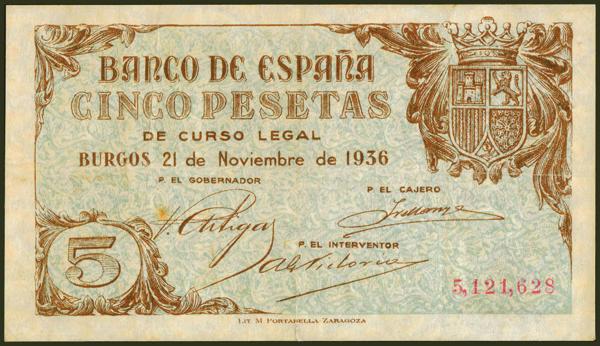 BANCO DE ESPAÑA
CINCO PESETAS
DE CURSO LEGAL
BURGOS 21 de Noviembre de 1936
P. EL GOBERNADOR
P. EL CAJERO
P. EL INTERVENTOR
5
5,121,628
LIT M PORTABELLA ZARAGOZA